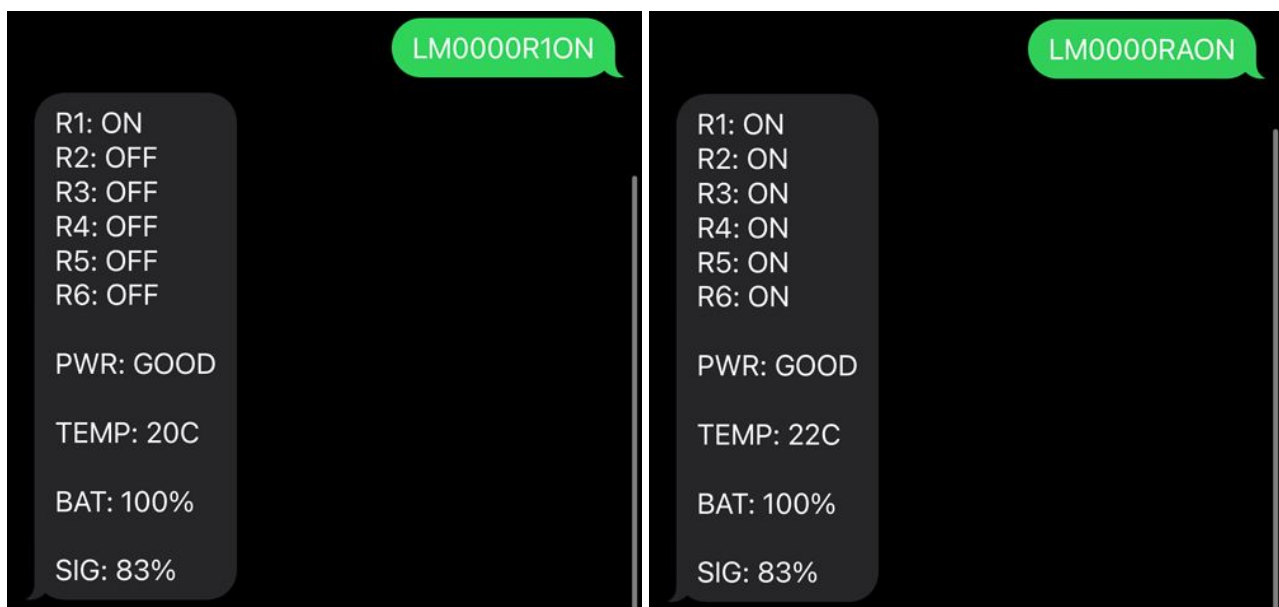 LM0000R1ON
R1: ON
R2: OFF
R3: OFF
R4: OFF
R5: OFF
R6: OFF
PWR: GOOD
TEMP: 20C
BAT: 100%
SIG: 83%
LM0000RAON
R1: ON
R2: ON
R3: ON
R4: ON
R5: ON
R6: ON
PWR: GOOD
TEMP: 22C
BAT: 100%
SIG: 83%